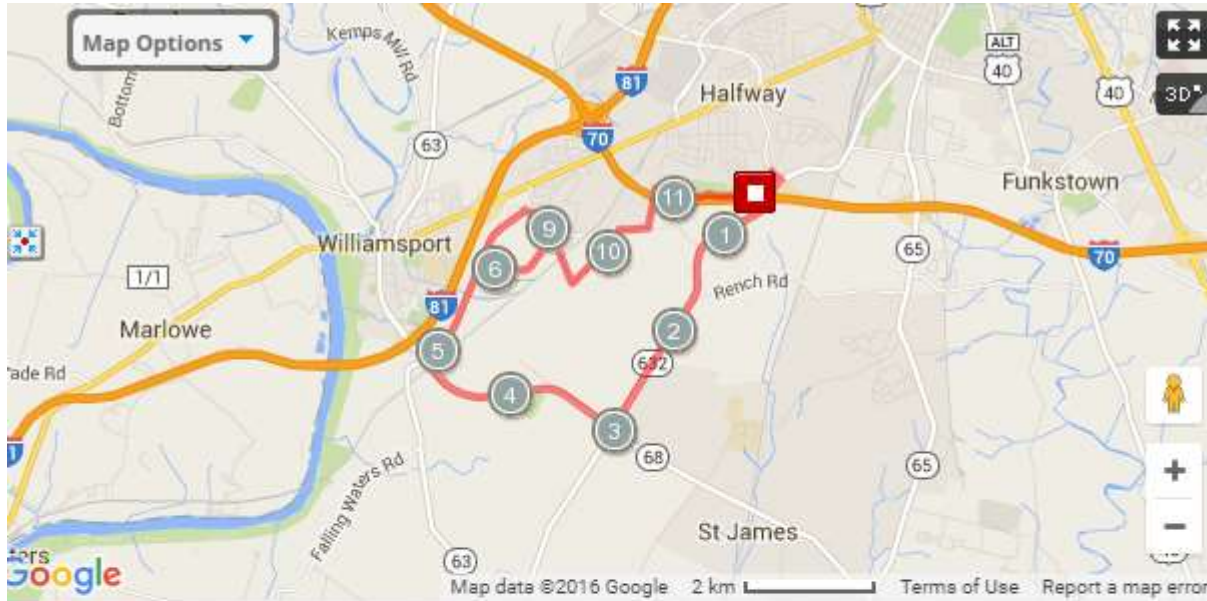 Map Options
Kemps Mill Rd
Bottom
81
ALT
40
40
3D
Halfway
63
70
11
Funkstown
1
9
Williamsport
10
65
6
70
1/1
Rench Rd
81
Marlowe
2
5
632
ade Rd
4
3
68
65
Falling Waters Rd
1
St James
63
ters
Google
Map data ©2016 Google 2 km Terms of Use Report a map error